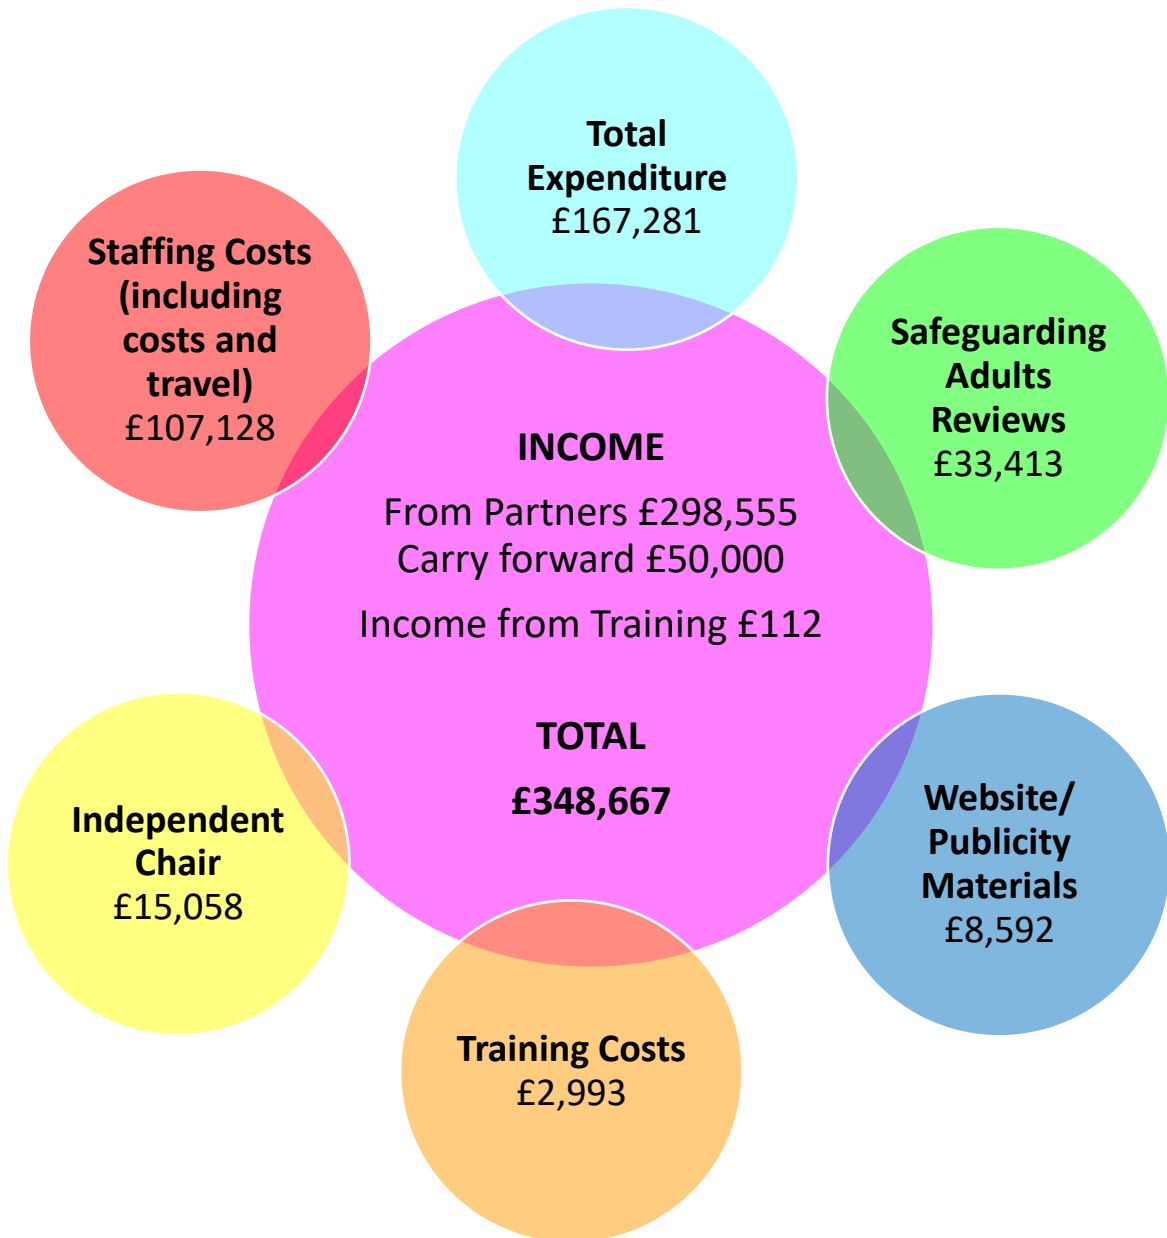 Total
Expenditure
£167,281
Staffing Costs
(including
costs and
travel)
£107,128
Safeguarding
Adults
Reviews
£33,413
INCOME
From Partners £298,555
Carry forward £50,000
Income from Training £112
TOTAL
£348,667
Independent
Chair
£15,058
Website/
Publicity
Materials
£8,592
Training Costs
£2,993